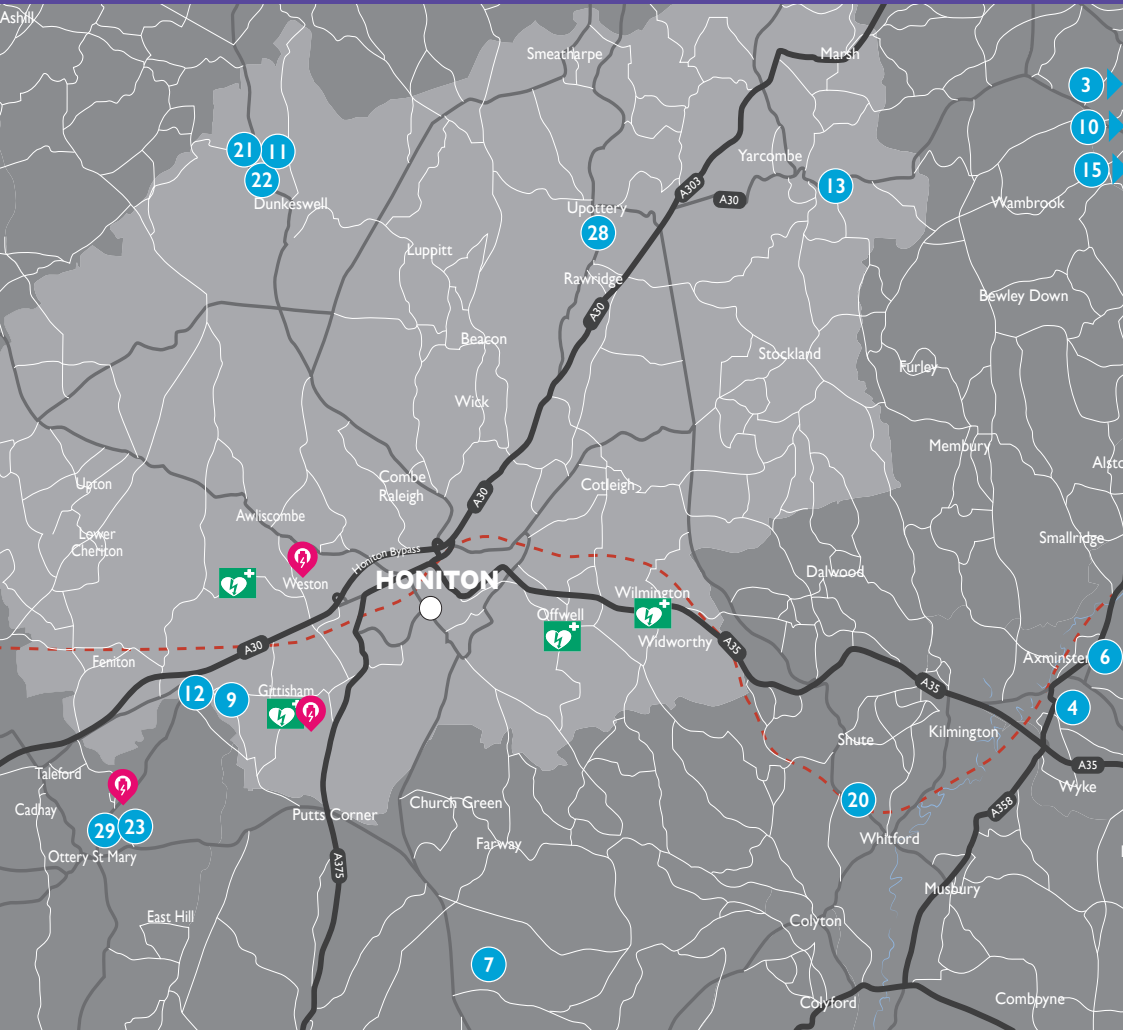 Ashill
Smeatharpe
Marsh
3
10
21
11
Yarcombe
15
22
13
A303
A30
Dunkeswell
Upottery
Wambrook
28
Luppitt
Rawridge
Bewley Down
A30
Beacon
Stockland
Furley
Wick
Membury
Alsto
Combe
Raleigh
Upton
Cotleigh
A30
Awliscombe
Lower
Cheriton
Smallridge
Honiton Bypass
Weston
HONITON
Dalwood
Wilmington
Offwell
Widworthy
A35
A30
Feniton
Axminster
6
12
9
Gittisham
A35
4
Kilmington
Shute
A35
Taleford
Wyke
Cadhay
20
Church Green
A358
Putts Corner
29
23
Whitford
Farway
Ottery St Mary
A375
Musbury
East Hill
Colyton
7
Colyford
Comboyne